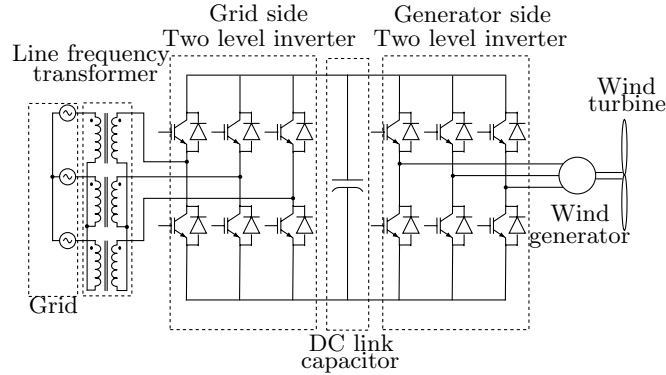 Grid side
Two level inverter
Generator side
Two level inverter
Line frequency
transformer
Wind
turbine
Wind
generator
Grid
DC link
capacitor